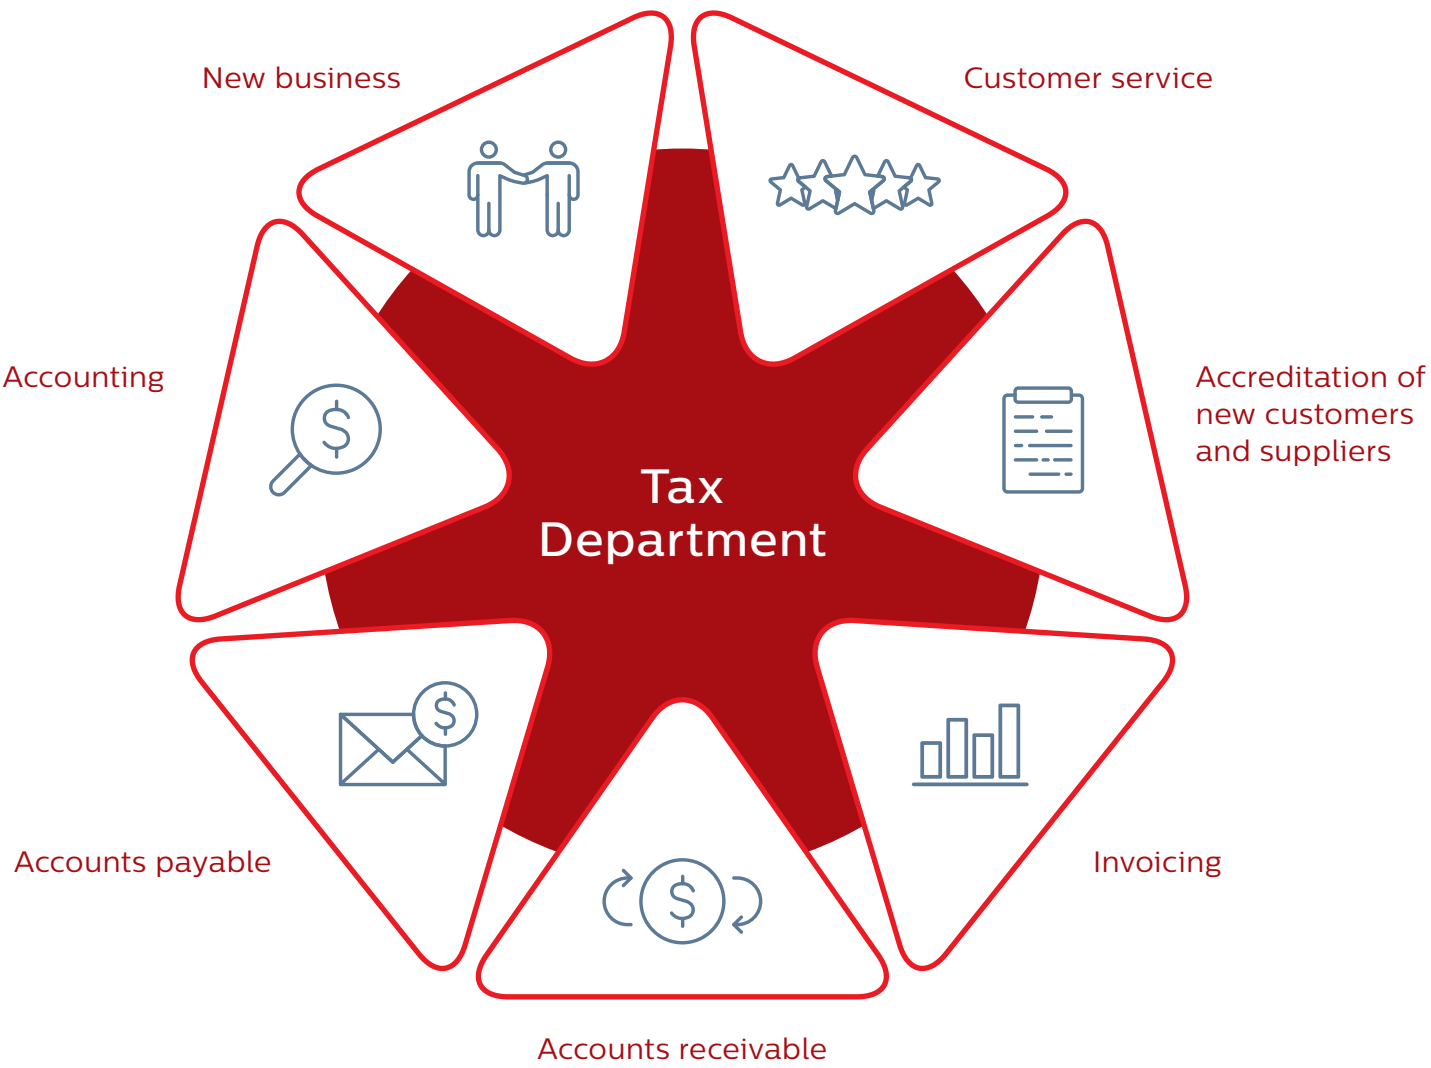 New business
Customer service
Accounting
Accreditation of
new customers
and suppliers
$
Tax
Department
$
Accounts payable
Invoicing
$
Accounts receivable